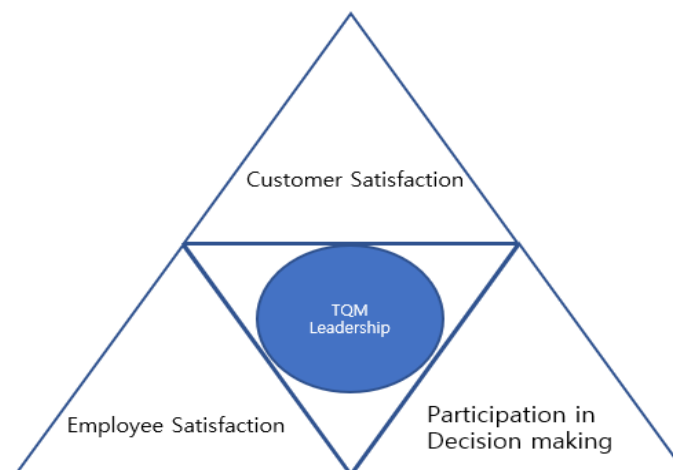 Customer Satisfaction
TQM
Leadership
Employee Satisfaction
Participation in
Decision making